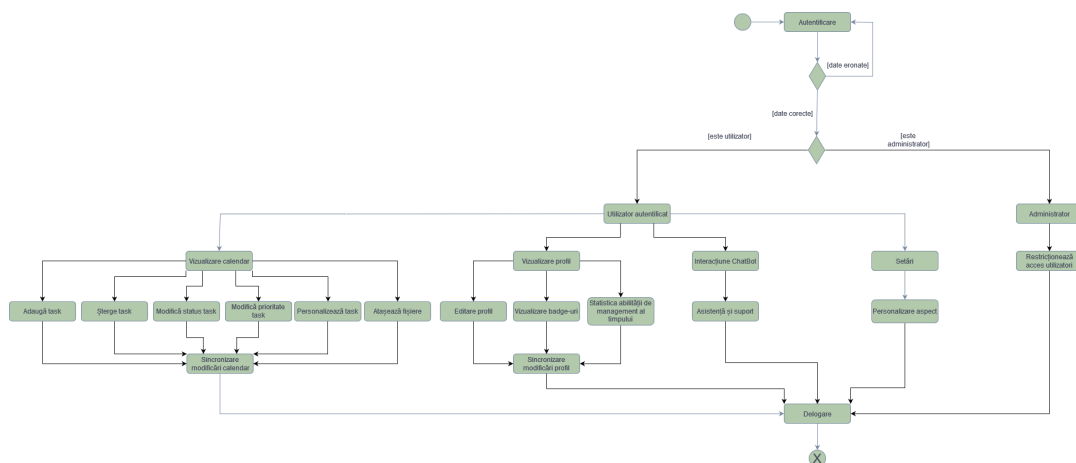 Autentificare
[date eronate]
[date corecte]
[este utilizator]
[este
administrator]
Utilizator autentificat
Administrator
Vizualizare calendar
Vizualizare profil
Interacțiune ChatBot
Setări
Restricționează
acces utilizatori
Adaugă task
Șterge task
Modifică status task
Modifică prioritate
task
Personalizează task
Atașează fișiere
Editare profil
Vizualizare badge-uri
Statistica abilității de
management al
timpului
Asistență și suport
Personalizare aspect
Sincronizare
modificări calendar
Sincronizare
modificări profil
Delogare
X